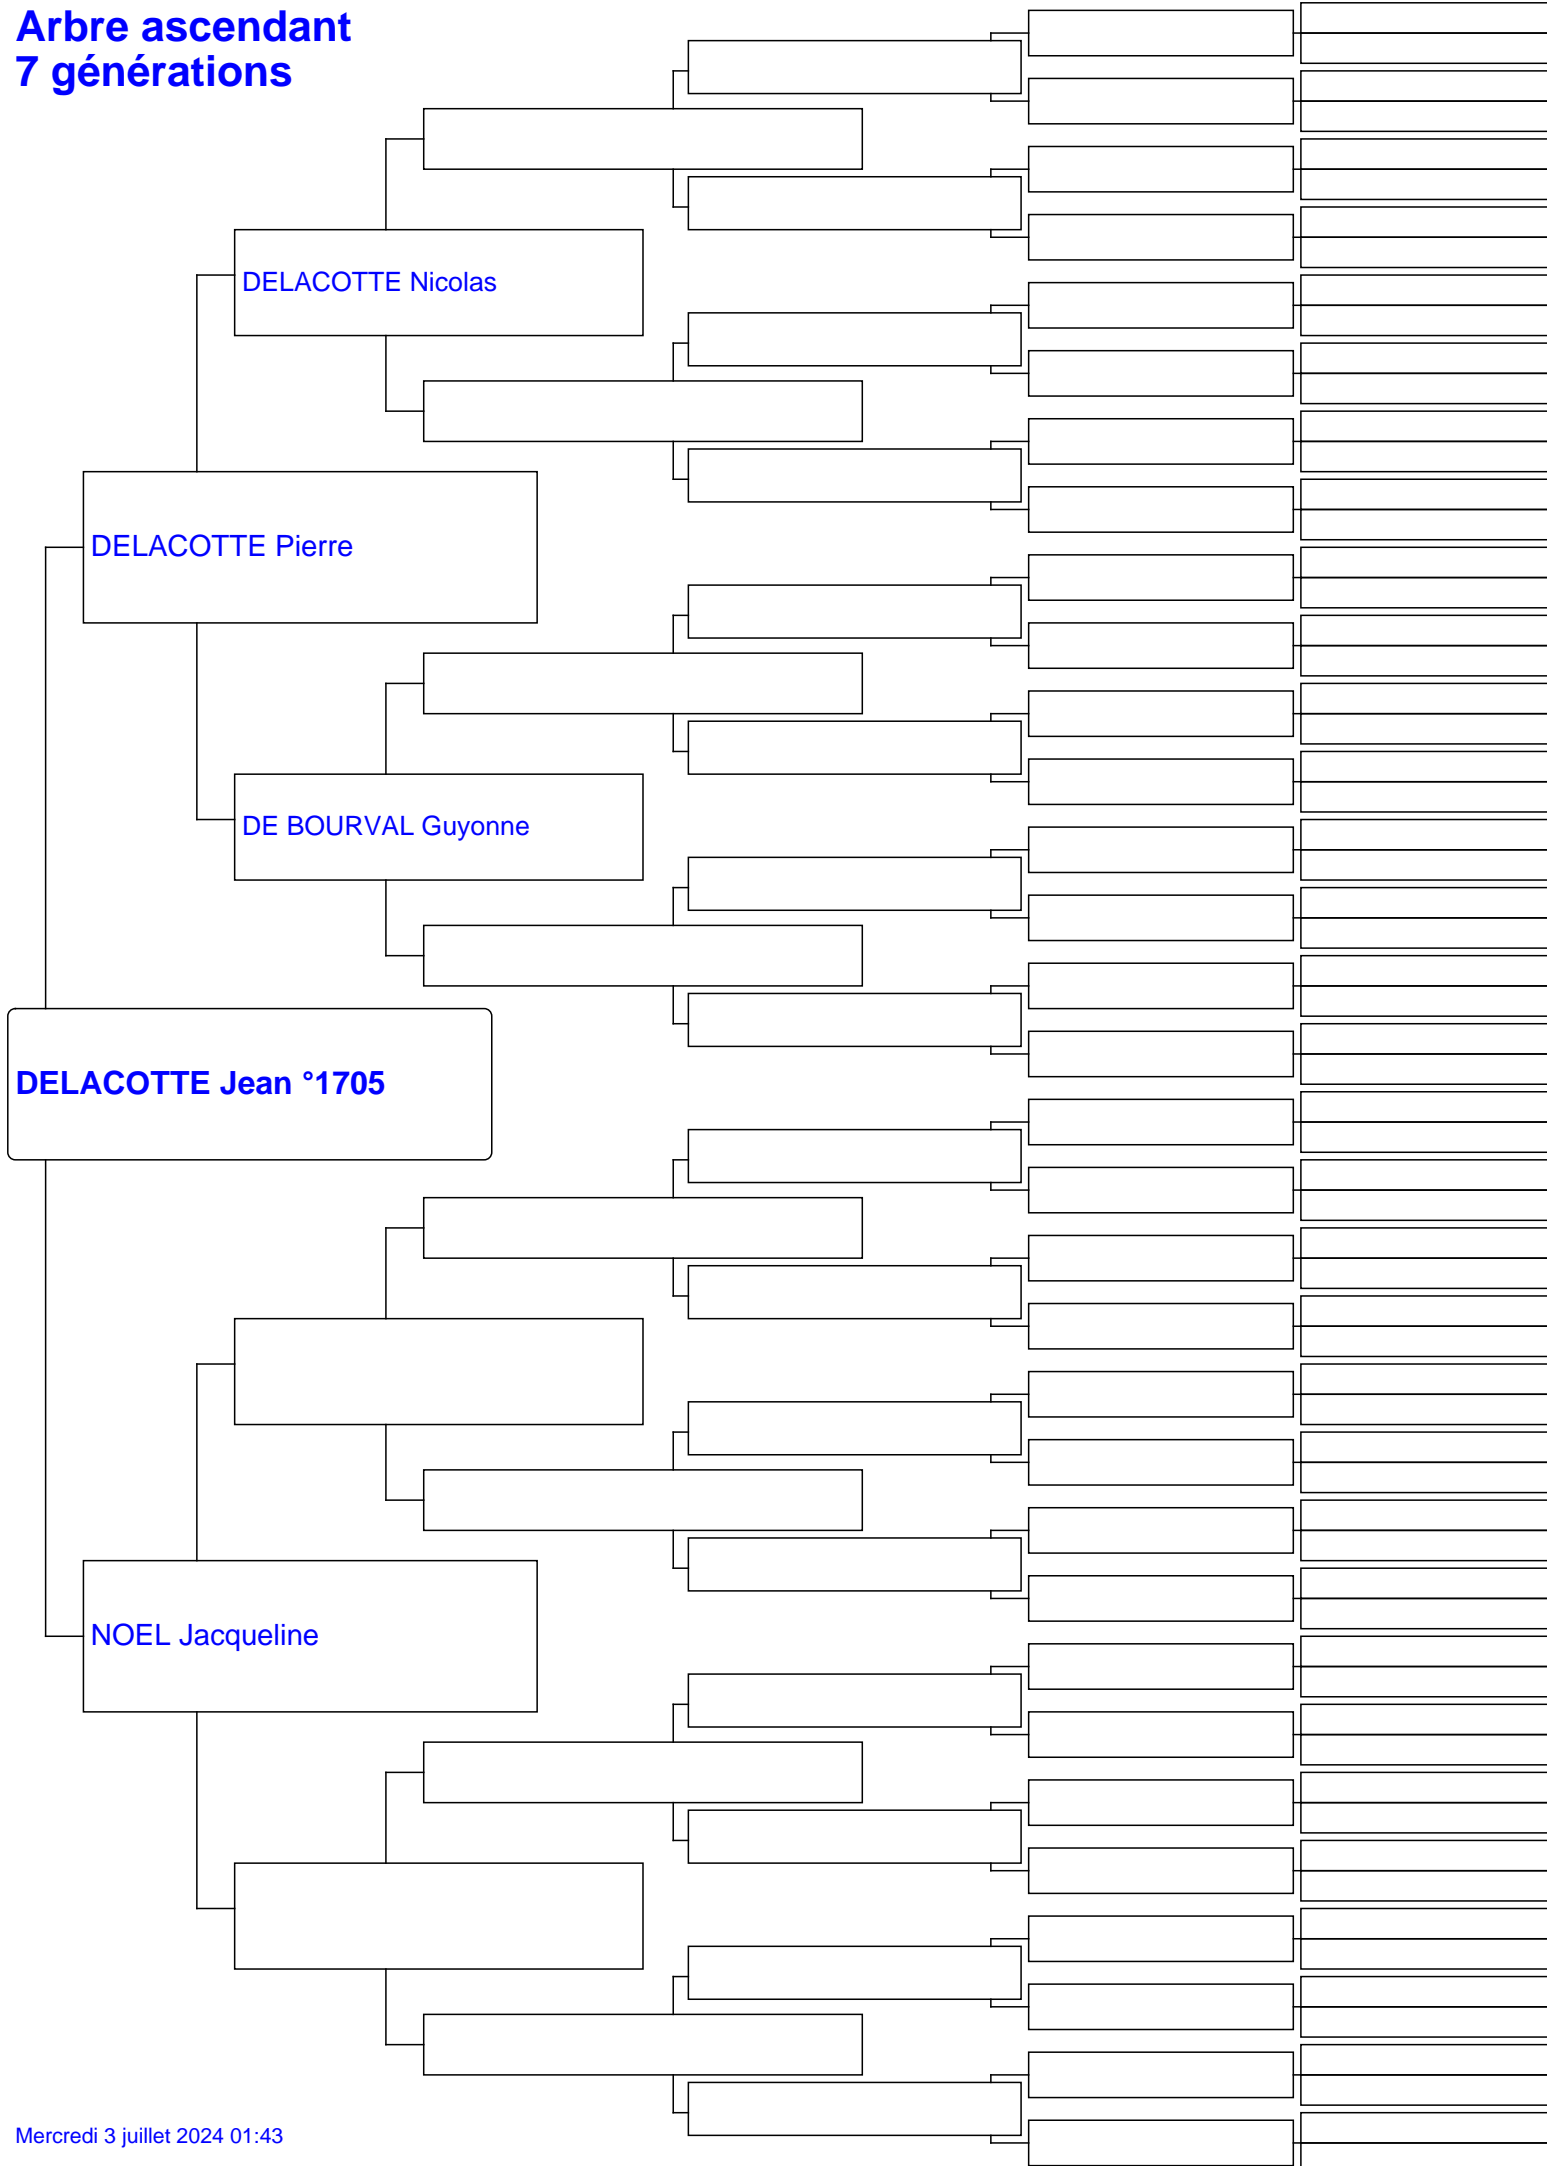 Arbre ascendant
7 générations
DELACOTTE Nicolas
DELACOTTE Pierre
DE BOURVAL Guyonne
DELACOTTE Jean °1705
NOEL Jacqueline
Mercredi 3 juillet 2024 01:43